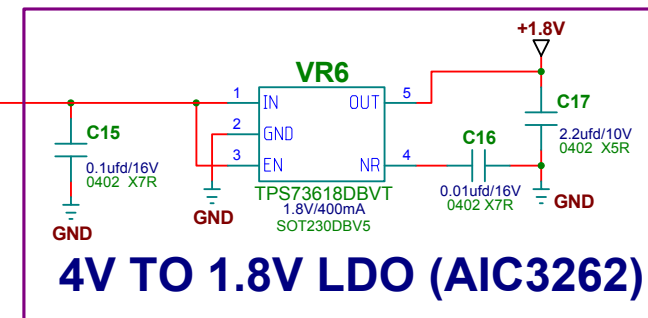 +1.8V
VR6
1 IN OUT 5
2 GND
3 EN NR 4
C15
0.1ufd/16V
0402 X7R
GND
GND
TPS73618DBVT
1.8V/400mA
SOT230DBV5
C16
0.01ufd/16V
0402 X7R
C17
2.2ufd/10V
0402 X5R
GND
4V TO 1.8V LDO (AIC3262)